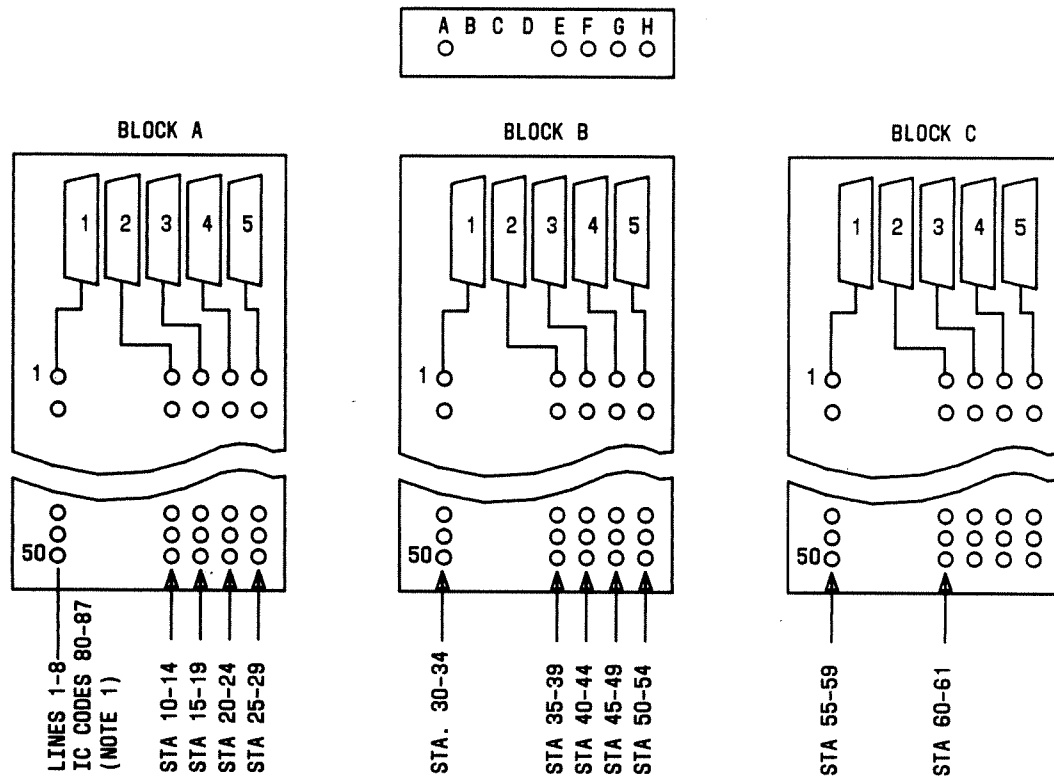 A B C D E F G H
BLOCK A
1 2 3 4 5
1
50
LINES 1-8
IC CODES 80-87
(NOTE 1)
STA 10-14
STA 15-19
STA 20-24
STA 25-29
BLOCK B
1 2 3 4 5
1
50
STA. 30-34
STA 35-39
STA 40-44
STA 45-49
STA 50-54
BLOCK C
1 2 3 4 5
1
50
STA 55-59
STA 60-61